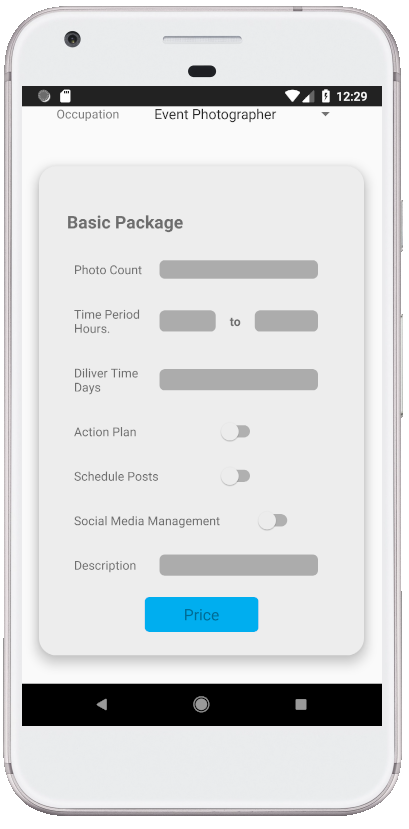 12:29
Occupation Event Photographer
Basic Package
Photo Count
Time Period
Hours.
to
Diliver Time
Days
Action Plan
Schedule Posts
Social Media Management
Description
Price